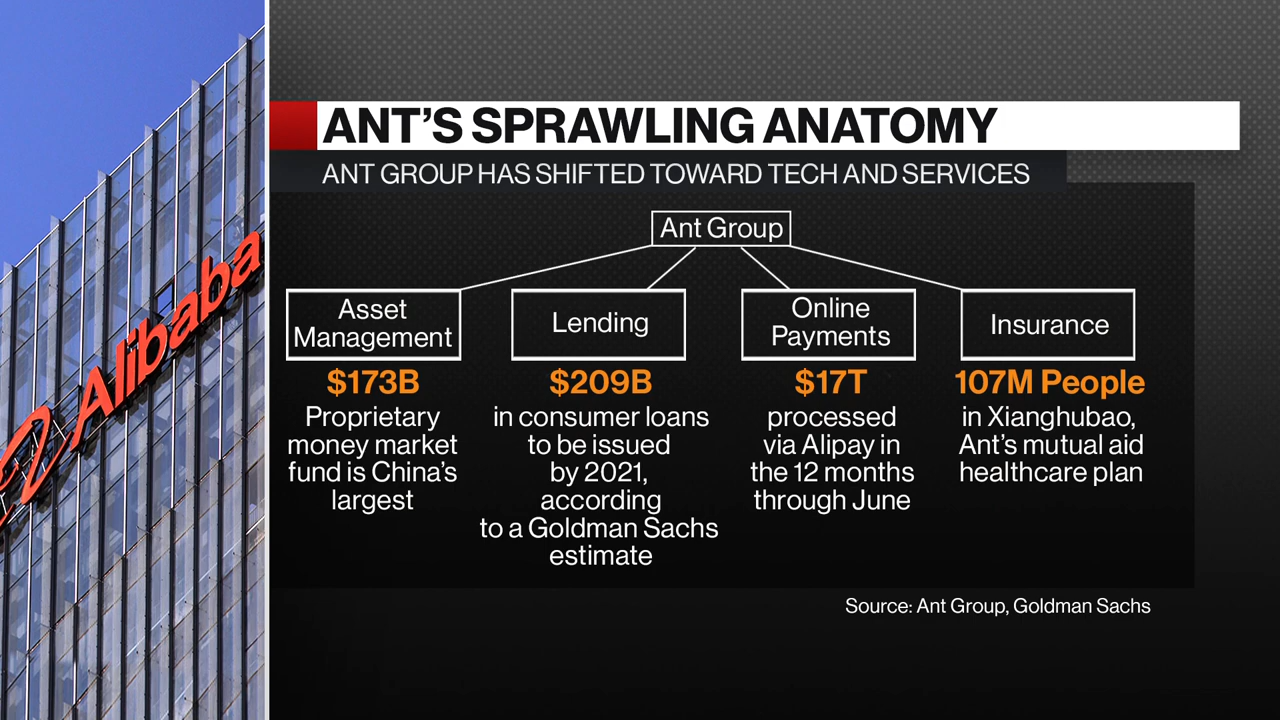 ANT'S SPRAWLING ANATOMY
ANT GROUP HAS SHIFTED TOWARD TECH AND SERVICES
Ant Group
Asset
Management
$173B
Proprietary
money market
fund is China's
largest
Lending
$209B
in consumer loans
to be issued
by 2021,
according
to a Goldman Sachs
estimate
Online
Payments
$17T
processed
via Alipay in
the 12 months
through June
Insurance
107M People
in Xianghubao,
Ant's mutual aid
healthcare plan
Source: Ant Group, Goldman Sachs
Alibaba